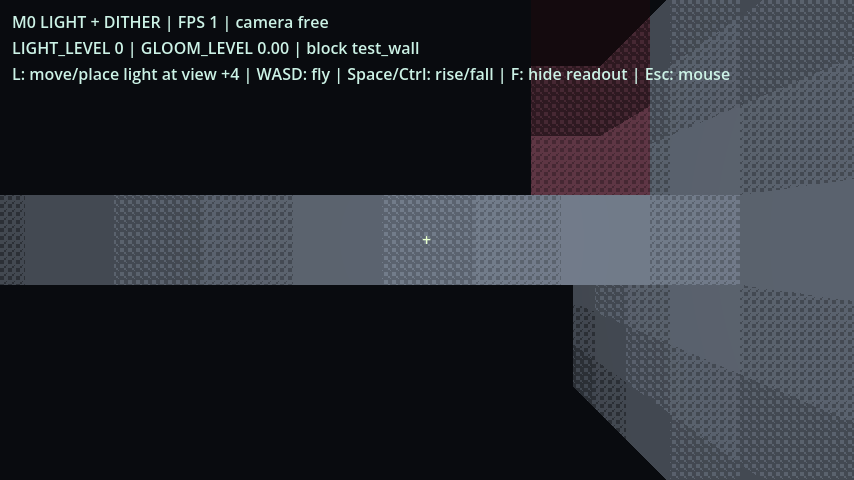 M0 LIGHT + DITHER | FPS 1 | camera free
LIGHT_LEVEL 0 | GLOOM_LEVEL 0.00 | block test_wall
L: move/place light at view +4 | WASD: fly | Space/Ctrl: rise/fall | F: hide readout | Esc: mouse